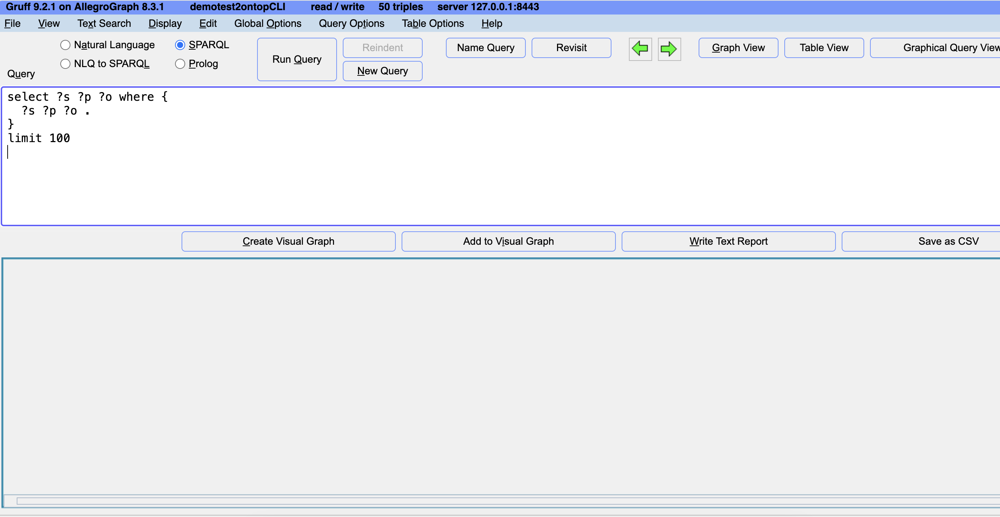 Gruff 9.2.1 on AllegroGraph 8.3.1 demotest2ontopCLI read / write 50 triples server 127.0.0.1:8443
File View Text Search Display Edit Global Options Query Options Table Options Help
Query
Natural Language SPARQL
NLQ to SPARQL Prolog
Run Query
Reindent
New Query
Name Query Revisit Graph View Table View Graphical Query View
select ?s ?p ?o where {
  ?s ?p ?o .
}
limit 100
Create Visual Graph Add to Visual Graph Write Text Report Save as CSV